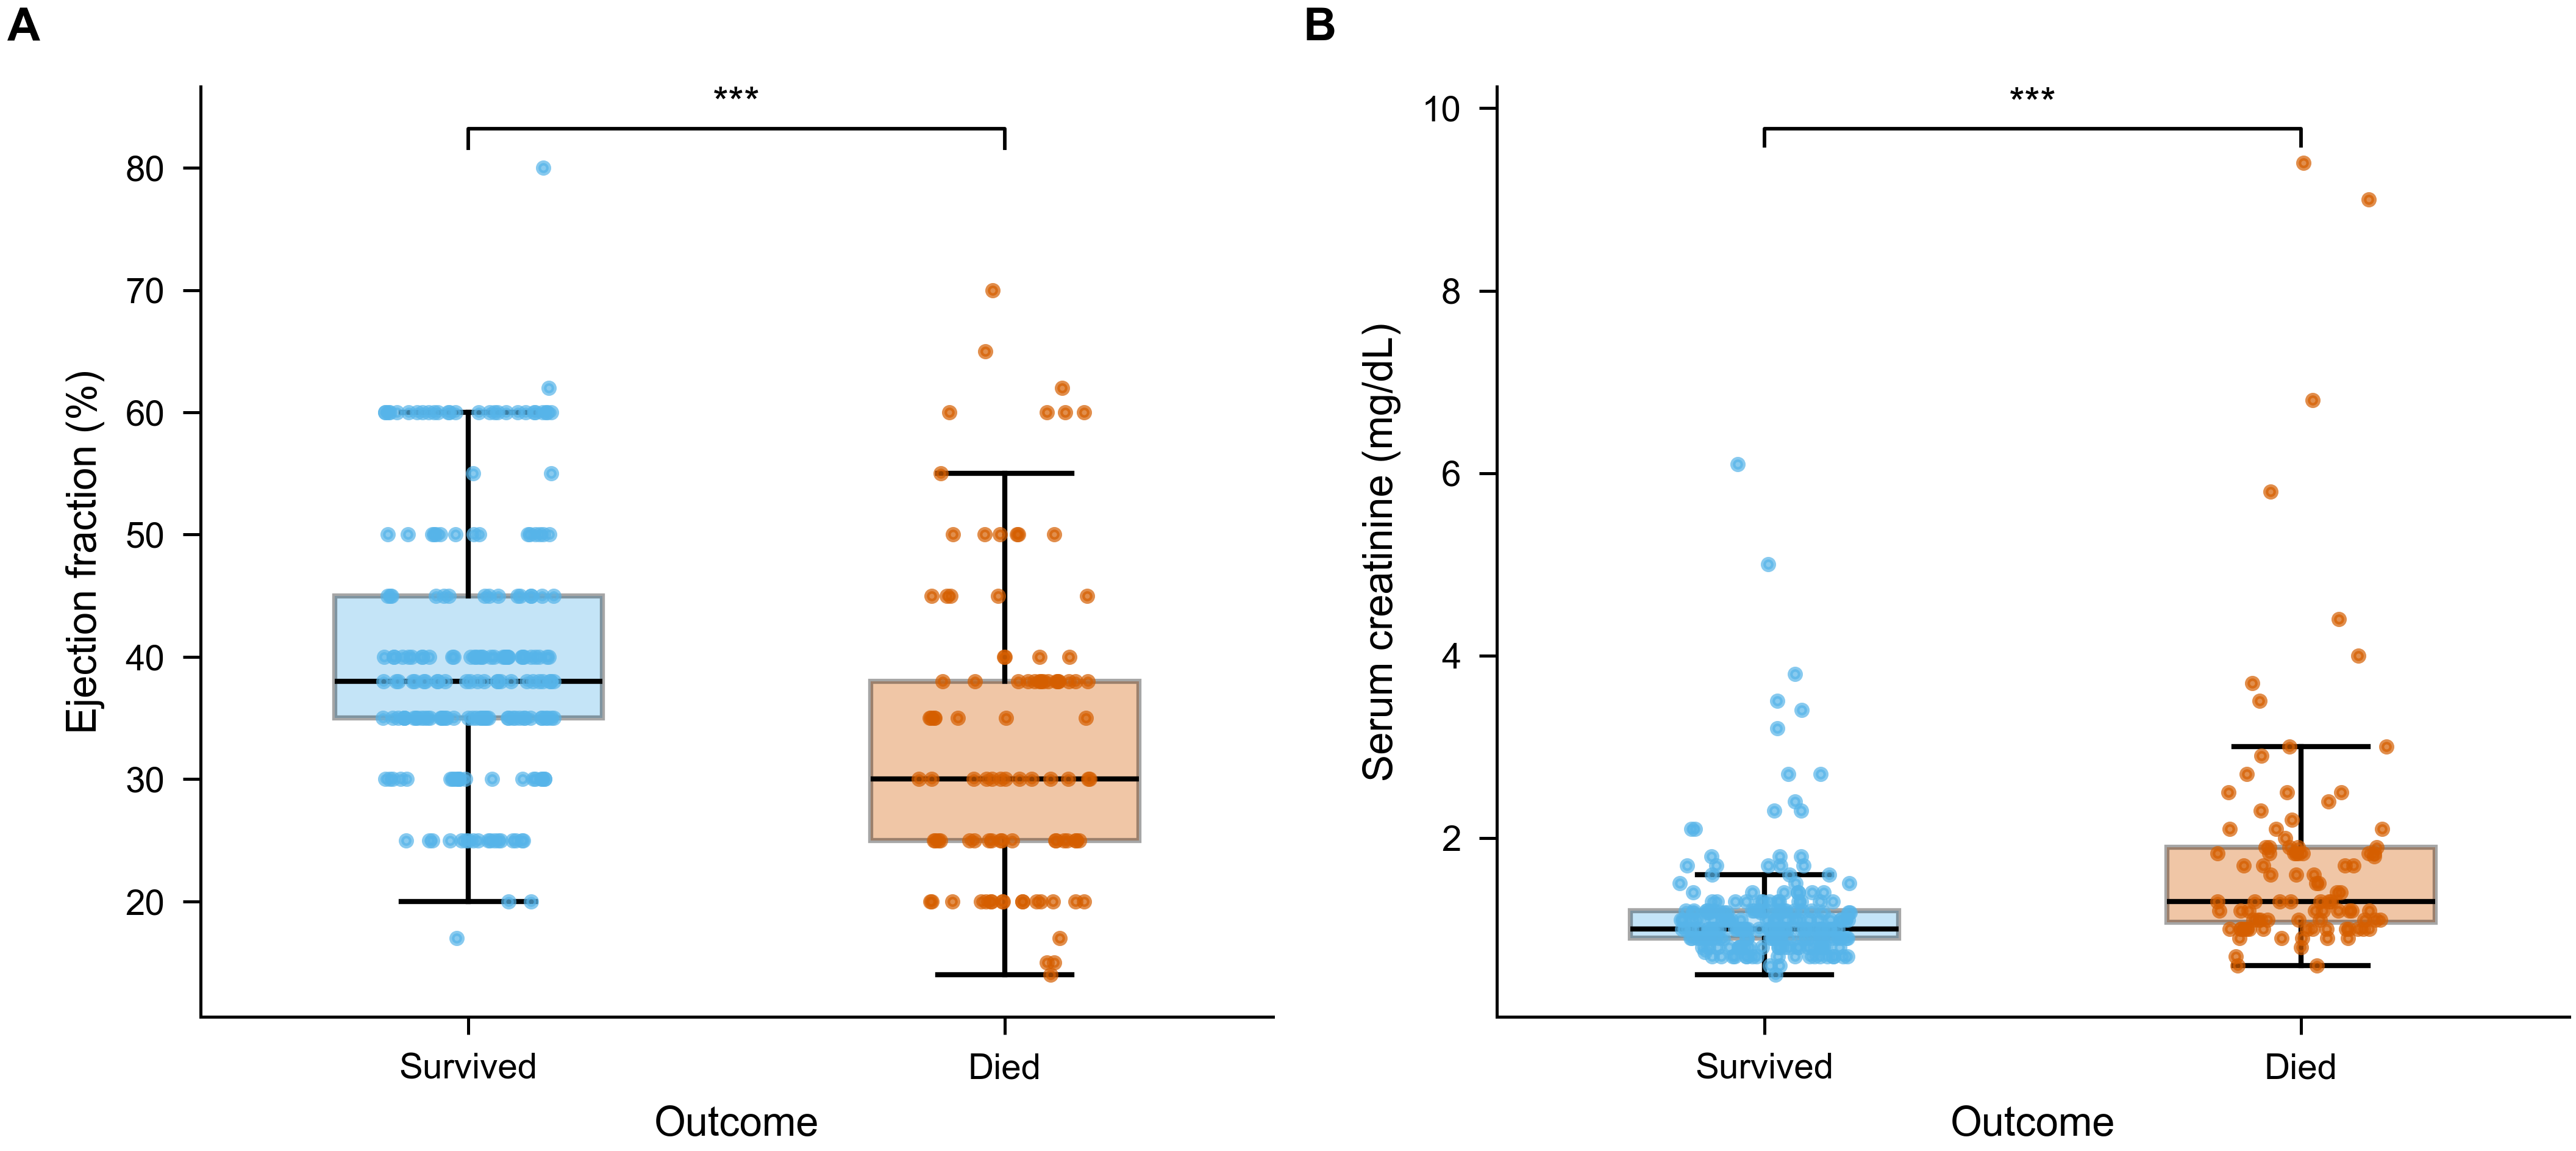 A
***
Ejection fraction (%)
80
70
60
50
40
30
20
Survived
Died
Outcome
B
***
Serum creatinine (mg/dL)
10
8
6
4
2
Survived
Died
Outcome